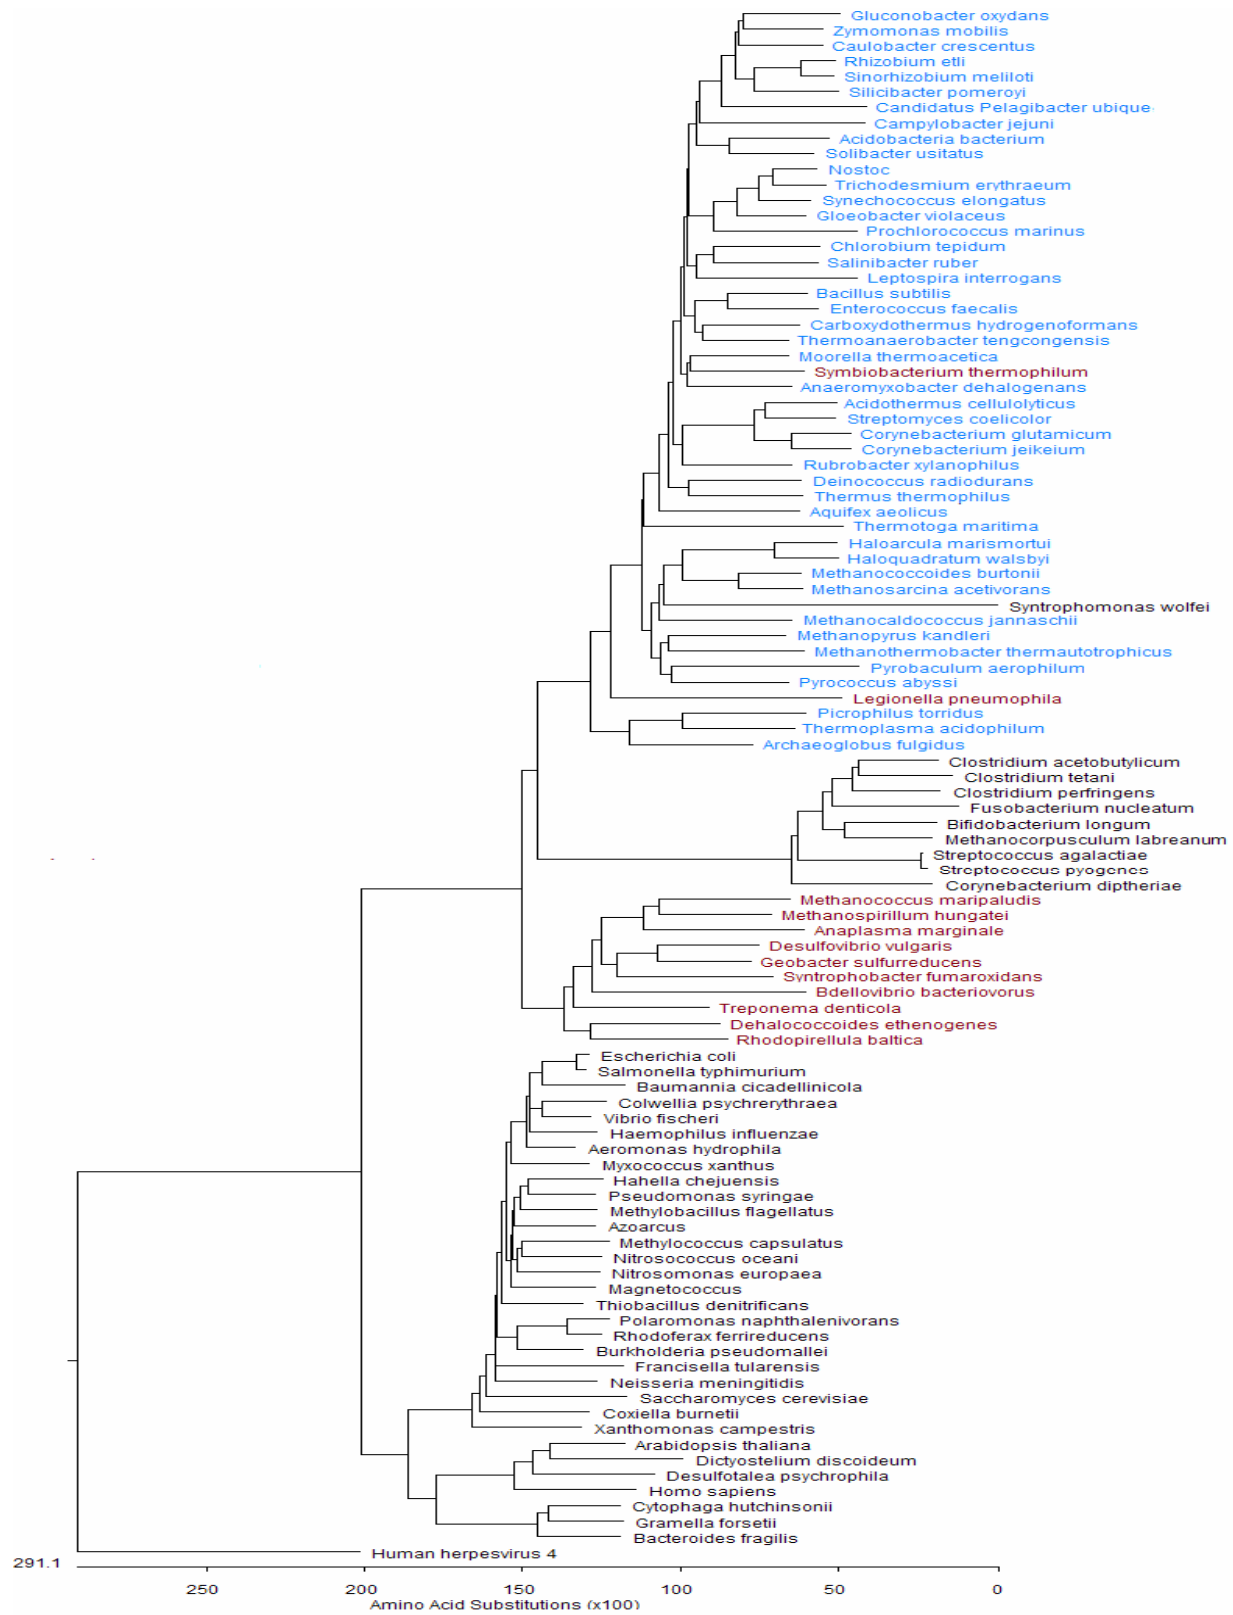 Gluconobacter oxydans
Zymomonas mobilis
Caulobacter crescentus
Rhizobium etli
Sinorhizobium meliloti
Silicibacter pomeroyi
Candidatus Pelagibacter ubique
Campylobacter jejuni
Acidobacteria bacterium
Solibacter usitatus
Nostoc
Trichodesmium erythraeum
Synechococcus elongatus
Gloeobacter violaceus
Prochlorococcus marinus
Chlorobium tepidum
Salinibacter ruber
Leptospira interrogans
Bacillus subtilis
Enterococcus faecalis
Carboxydothermus hydrogenoformans
Thermoanaerobacter tengcongensis
Moorella thermoacetica
Symbiobacterium thermophilum
Anaeromyxobacter dehalogenans
Acidothermus cellulolyticus
Streptomyces coelicolor
Corynebacterium glutamicum
Corynebacterium jeikeium
Rubrobacter xylanophilus
Deinococcus radiodurans
Thermus thermophilus
Aquifex aeolicus
Thermotoga maritima
Haloarcula marismortui
Haloquadratum walsbyi
Methanococcoides burtonii
Methanosarcina acetivorans
Syntrophomonas wolfei
Methanocaldococcus jannaschii
Methanopyrus kandleri
Methanothermobacter thermautotrophicus
Pyrobaculum aerophilum
Pyrococcus abyssi
Legionella pneumophila
Picrophilus torridus
Thermoplasma acidophilum
Archaeoglobus fulgidus
Clostridium acetobutylicum
Clostridium tetani
Clostridium perfringens
Fusobacterium nucleatum
Bifidobacterium longum
Methanocorpusculum labreanum
Streptococcus agalactiae
Streptococcus pyogenes
Corynebacterium diptheriae
Methanococcus maripaludis
Methanospirillum hungatei
Anaplasma marginale
Desulfovibrio vulgaris
Geobacter sulfurreducens
Syntrophobacter fumaroxidans
Bdellovibrio bacteriovorus
Treponema denticola
Dehalococcoides ethenogenes
Rhodopirellula baltica
Escherichia coli
Salmonella typhimurium
Baumannia cicadellinicola
Colwellia psychrerythraea
Vibrio fischeri
Haemophilus influenzae
Aeromonas hydrophila
Myxococcus xanthus
Hahella chejuensis
Pseudomonas syringae
Methylobacillus flagellatus
Azoarcus
Methylococcus capsulatus
Nitrosococcus oceani
Nitrosomonas europaea
Magnetococcus
Thiobacillus denitrificans
Polaromonas naphthalenivorans
Rhodoferax ferrireducens
Burkholderia pseudomallei
Francisella tularensis
Neisseria meningitidis
Saccharomyces cerevisiae
Coxiella burnetii
Xanthomonas campestris
Arabidopsis thaliana
Dictyostelium discoideum
Desulfotalea psychrophila
Homo sapiens
Cytophaga hutchinsonii
Gramella forsetii
Bacteroides fragilis
Human herpesvirus 4
291.1
250 200 150 100 50 0
Amino Acid Substitutions (x100)